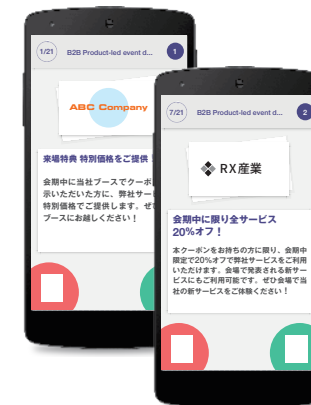 1/21 B2B Product-led event d... 1
ABC Company
来場特典 特別価格をご提供！
会期中に当ブースでクーポ
示いただいた方に、弊社サー
特別価格でご提供します。ぜ
ブースにお越しください！
7/21 B2B Product-led event d... 2
RX産業
会期中に限り全サービス
20%オフ！
本クーポンをお持ちの方に限り、会期中
限定で20%オフで弊社サービスをご利用
いただけます。会場で発表される新サー
ビスにもご利用可能です。ぜひ会場で当
社の新サービスをご体験ください！